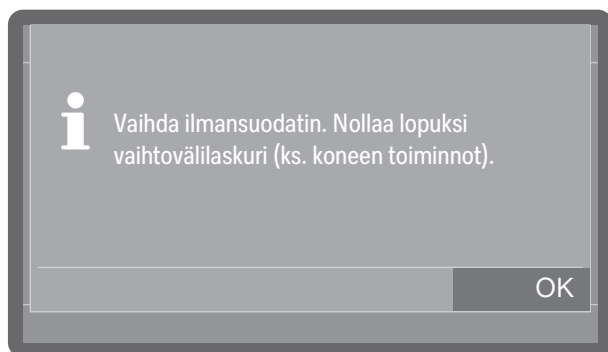 Vaihda ilmansuodatin. Nollaa lopuksi
vaihtovälilaskuri (ks. koneen toiminnot).
OK